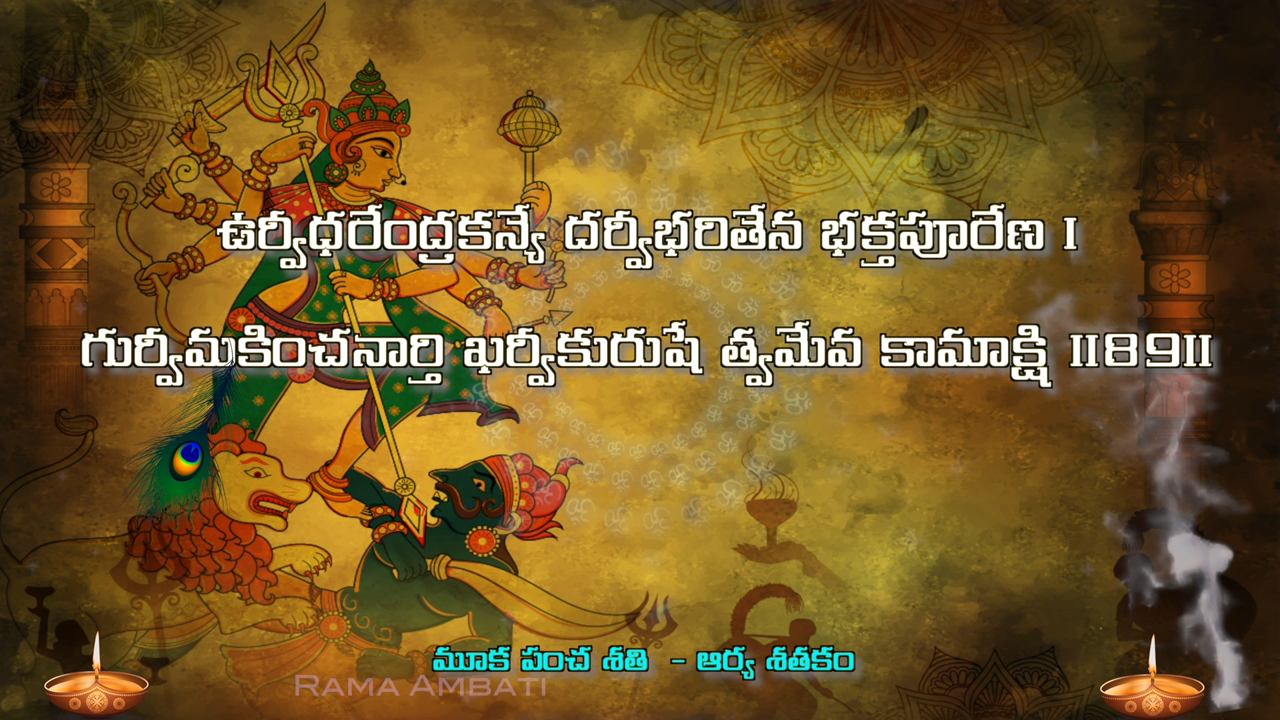 ఉర్వీధరేంద్రకన్యే దర్వీభరితేన భక్తపూరేణ I
గుర్వీమకించనార్తి ఖర్వీకురుషే త్వమేవ కామాక్షి II89II
మూక పంచ శతి - ఆర్య శతకం
RAMA AMBATI